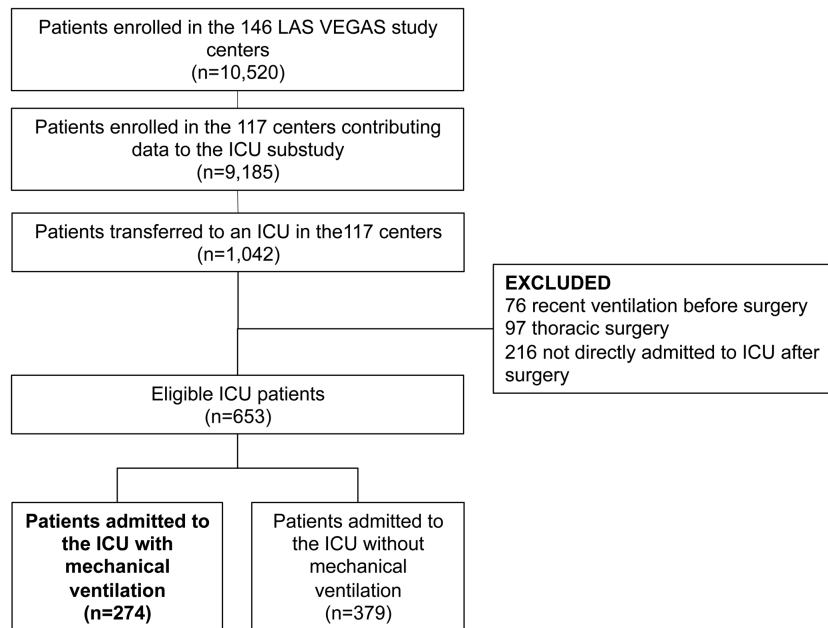 Patients enrolled in the 146 LAS VEGAS study
centers
(n=10,520)
Patients enrolled in the 117 centers contributing
data to the ICU substudy
(n=9,185)
Patients transferred to an ICU in the117 centers
(n=1,042)
EXCLUDED
76 recent ventilation before surgery
97 thoracic surgery
216 not directly admitted to ICU after
surgery
Eligible ICU patients
(n=653)
Patients admitted to
the ICU with
mechanical
ventilation
(n=274)
Patients admitted to
the ICU without
mechanical
ventilation
(n=379)